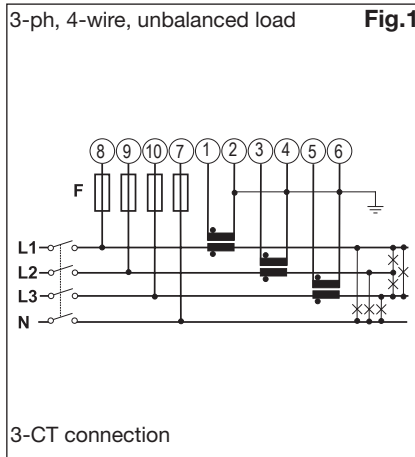 3-ph, 4-wire, unbalanced load Fig.1
8 9 10 7 1 2 3 4 5 6
F
L1
L2
L3
N
3-CT connection